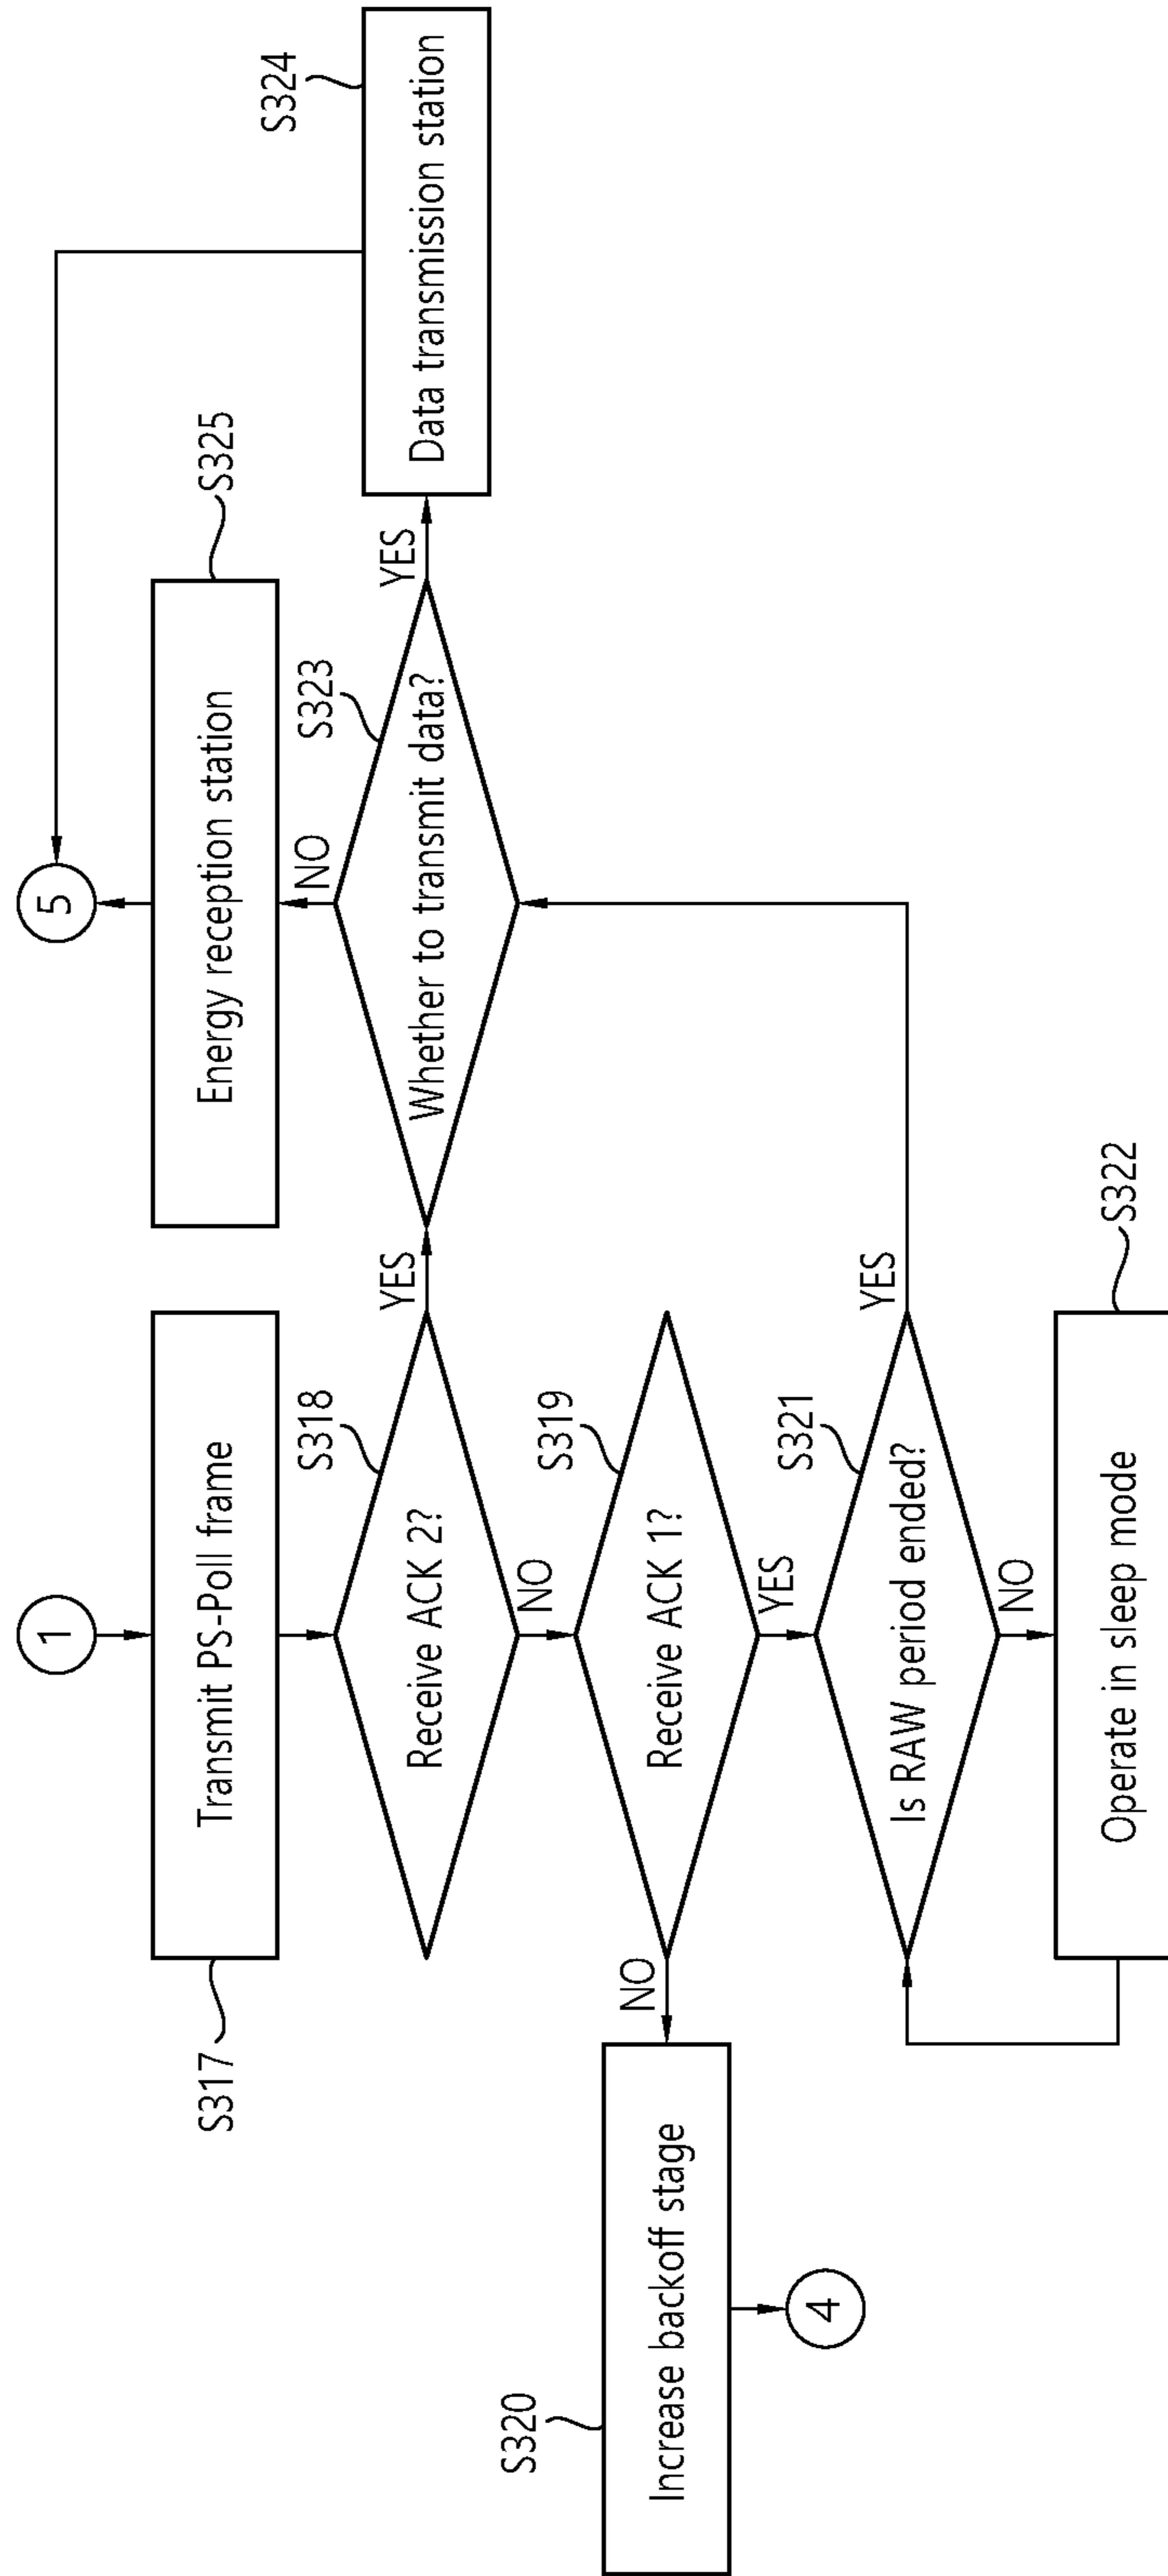 1
5
S317
Transmit PS-Poll frame
Energy reception station
S325
S324
S318
Receive ACK 2?
YES
NO
NO
S323
Whether to transmit data?
YES
Data transmission station
S320
Increase backoff stage
NO
S319
Receive ACK 1?
YES
4
S321
Is RAW period ended?
YES
NO
Operate in sleep mode
S322